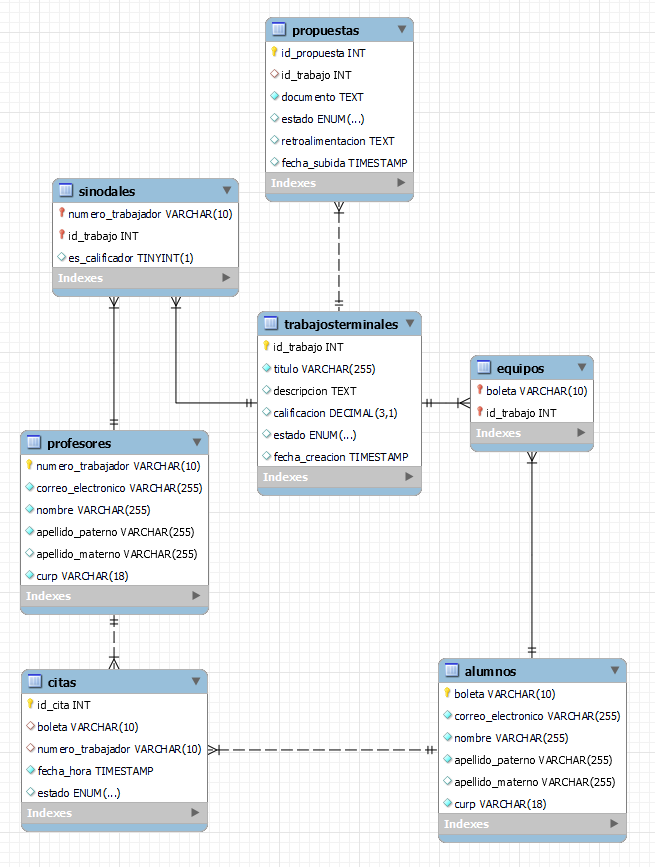 propuestas
id_propuesta INT
id_trabajo INT
documento TEXT
estado ENUM(...)
retroalimentacion TEXT
fecha_subida TIMESTAMP
Indexes
sinodales
numero_trabajador VARCHAR(10)
id_trabajo INT
es_calificador TINYINT(1)
Indexes
trabajosterminales
id_trabajo INT
titulo VARCHAR(255)
descripcion TEXT
calificacion DECIMAL(3,1)
estado ENUM(...)
fecha_creacion TIMESTAMP
Indexes
equipos
boleta VARCHAR(10)
id_trabajo INT
Indexes
profesores
numero_trabajador VARCHAR(10)
correo_electronico VARCHAR(255)
nombre VARCHAR(255)
apellido_paterno VARCHAR(255)
apellido_materno VARCHAR(255)
curp VARCHAR(18)
Indexes
citas
id_cita INT
boleta VARCHAR(10)
numero_trabajador VARCHAR(10)
fecha_hora TIMESTAMP
estado ENUM(...)
Indexes
alumnos
boleta VARCHAR(10)
correo_electronico VARCHAR(255)
nombre VARCHAR(255)
apellido_paterno VARCHAR(255)
apellido_materno VARCHAR(255)
curp VARCHAR(18)
Indexes